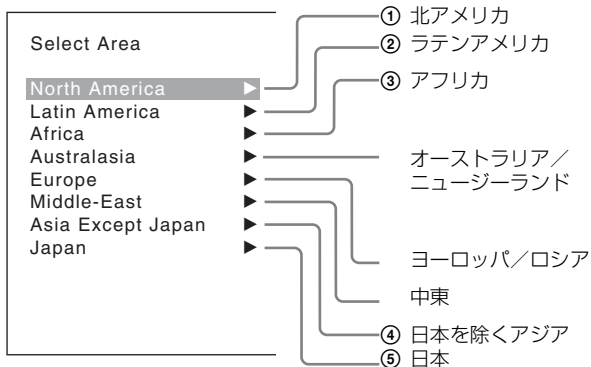 Select Area
North America ▶
Latin America ▶
Africa ▶
Australasia ▶
Europe ▶
Middle-East ▶
Asia Except Japan ▶
Japan ▶
① 北アメリカ
② ラテンアメリカ
③ アフリカ
オーストラリア／
ニュージーランド
ヨーロッパ／ロシア
中東
④ 日本を除くアジア
⑤ 日本